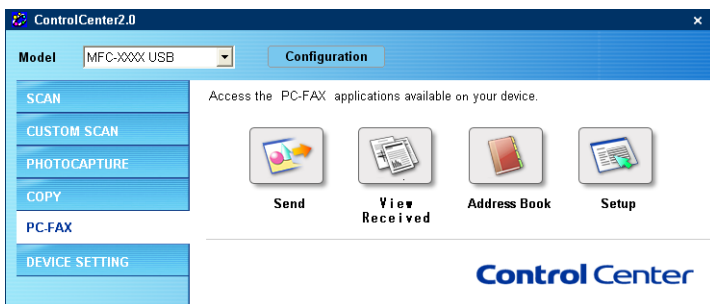 ControlCenter2.0
Model MFC-XXXX USB Configuration
SCAN
CUSTOM SCAN
PHOTOCAPTURE
COPY
PC-FAX
DEVICE SETTING
Access the PC-FAX applications available on your device.
Send View Received Address Book Setup
Control Center